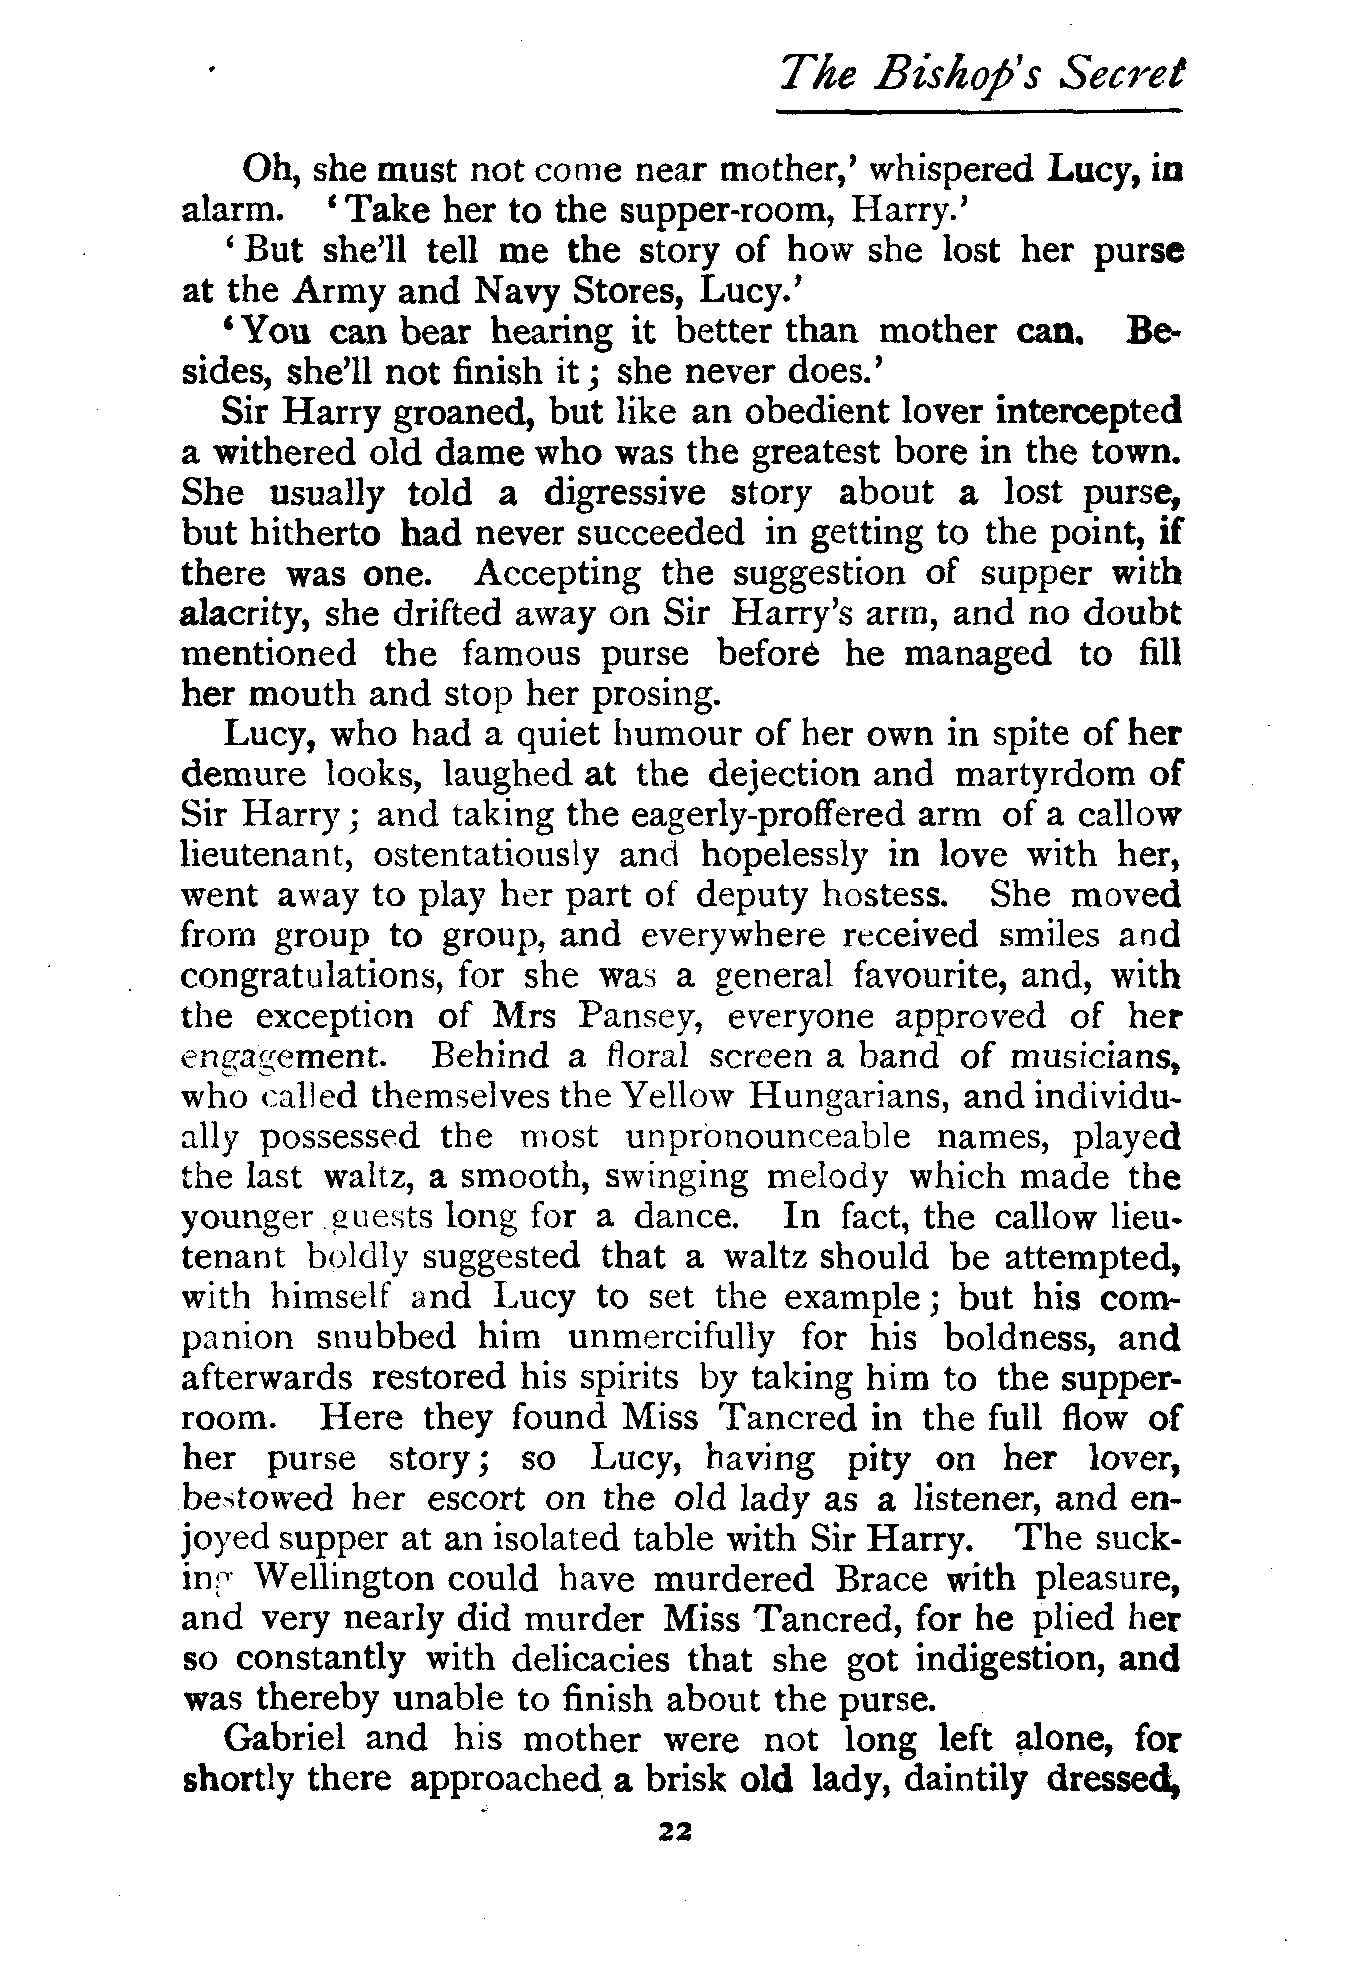 The Bishop's Secret
Oh, she must not come near mother,' whispered Lucy, in
alarm. 'Take her to the supper-room, Harry.'
'But she'll tell me the story of how she lost her purse
at the Army and Navy Stores, Lucy.'
'You can bear hearing it better than mother can. Be-
sides, she'll not finish it; she never does.'
Sir Harry groaned, but like an obedient lover intercepted
a withered old dame who was the greatest bore in the town.
She usually told a digressive story about a lost purse,
but hitherto had never succeeded in getting to the point, if
there was one. Accepting the suggestion of supper with
alacrity, she drifted away on Sir Harry's arm, and no doubt
mentioned the famous purse before he managed to fill
her mouth and stop her prosing.
Lucy, who had a quiet humour of her own in spite of her
demure looks, laughed at the dejection and martyrdom of
Sir Harry; and taking the eagerly-proffered arm of a callow
lieutenant, ostentatiously and hopelessly in love with her,
went away to play her part of deputy hostess. She moved
from group to group, and everywhere received smiles and
congratulations, for she was a general favourite, and, with
the exception of Mrs Pansey, everyone approved of her
engagement. Behind a floral screen a band of musicians,
who called themselves the Yellow Hungarians, and individu-
ally possessed the most unpronounceable names, played
the last waltz, a smooth, swinging melody which made the
younger guests long for a dance. In fact, the callow lieu-
tenant boldly suggested that a waltz should be attempted,
with himself and Lucy to set the example; but his com-
panion snubbed him unmercifully for his boldness, and
afterwards restored his spirits by taking him to the supper-
room. Here they found Miss Tancred in the full flow of
her purse story; so Lucy, having pity on her lover,
bestowed her escort on the old lady as a listener, and en-
joyed supper at an isolated table with Sir Harry. The suck-
ing Wellington could have murdered Brace with pleasure,
and very nearly did murder Miss Tancred, for he plied her
so constantly with delicacies that she got indigestion, and
was thereby unable to finish about the purse.
Gabriel and his mother were not long left alone, for
shortly there approached a brisk old lady, daintily dressed,
22